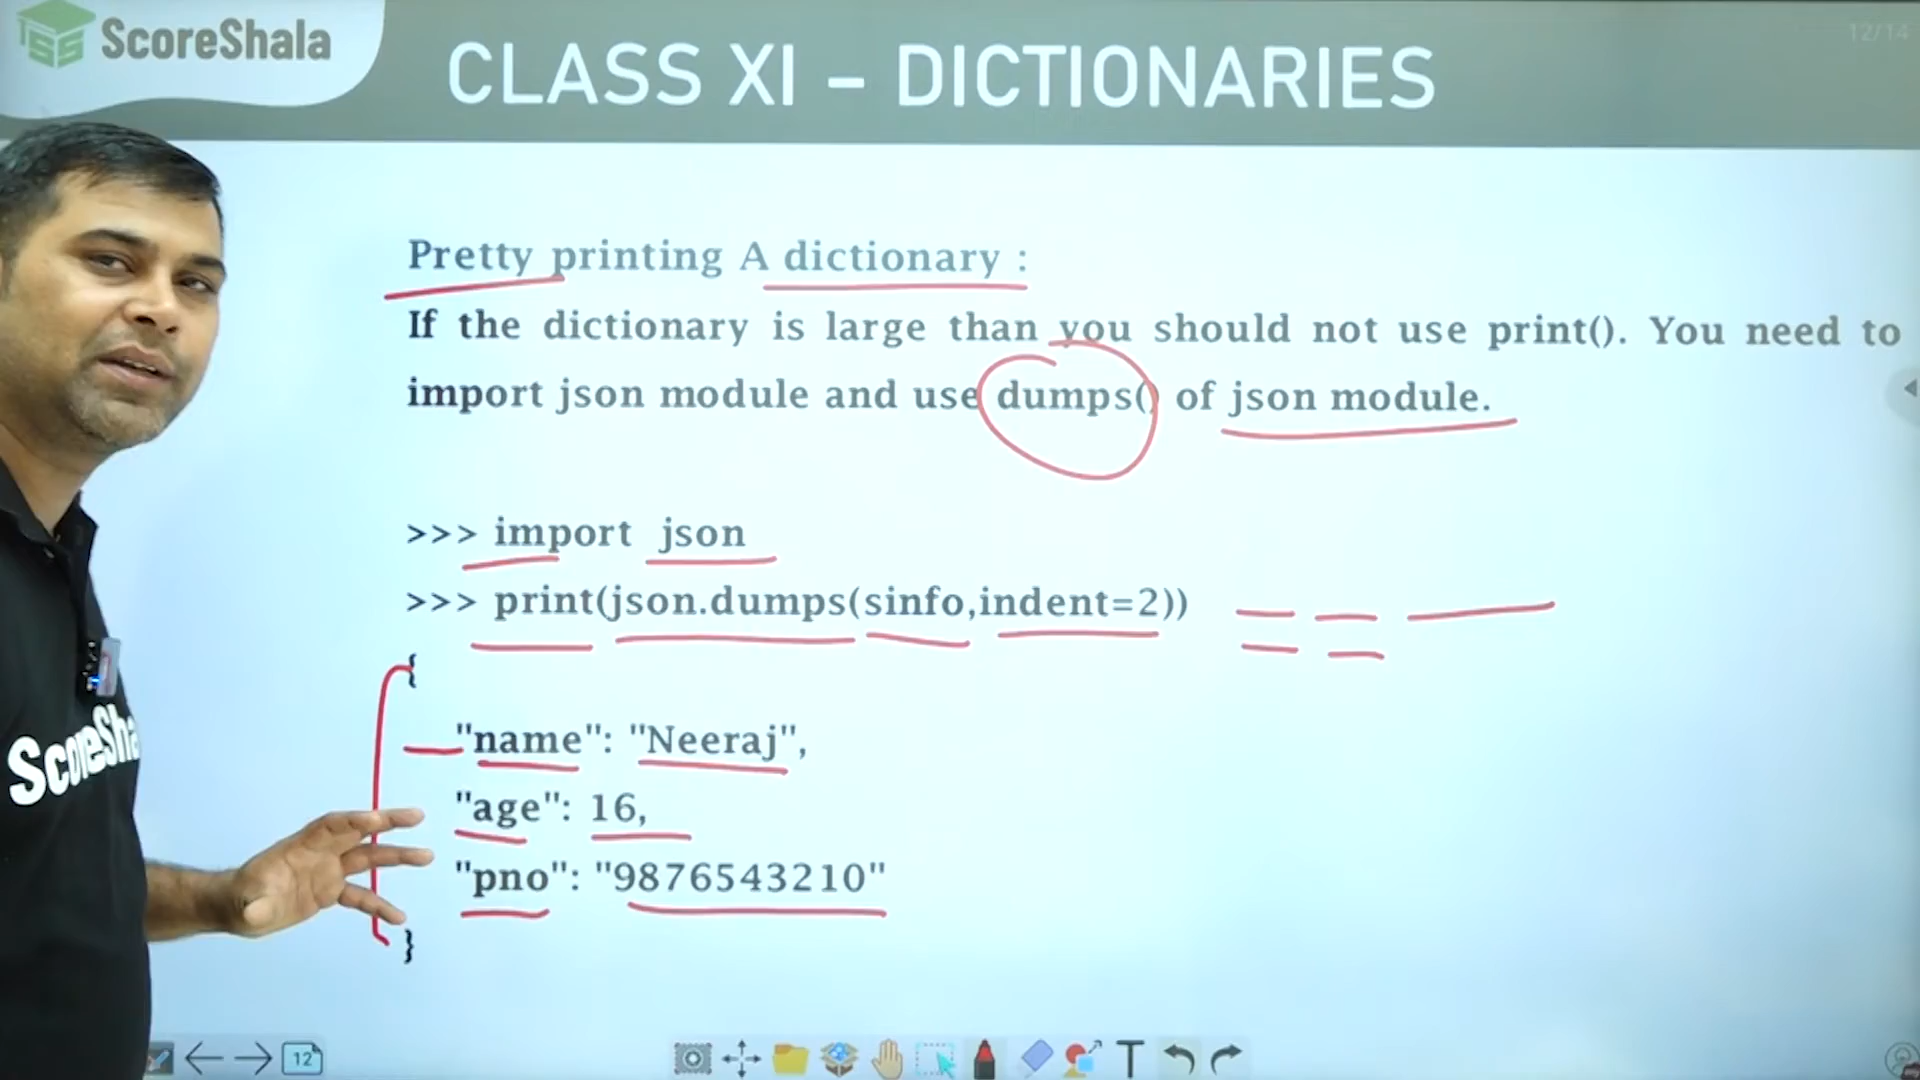 ScoreShala
12/14
CLASS XI – DICTIONARIES
Pretty printing A dictionary :
If the dictionary is large than you should not use print(). You need to
import json module and use dumps() of json module.
>>> import json
>>> print(json.dumps(sinfo,indent=2))
{
"name": "Neeraj",
"age": 16,
"pno": "9876543210"
}
ScoreSha
12
T